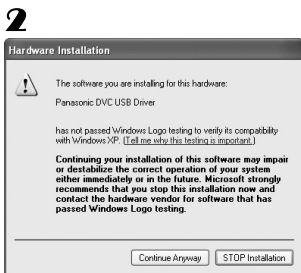 2
Hardware Installation
The software you are installing for this hardware:
Panasonic DVC USB Driver
has not passed Windows Logo testing to verify its compatibility
with Windows XP. (Tell me why this testing is important.)
Continuing your installation of this software may impair
or destabilize the correct operation of your system
either immediately or in the future. Microsoft strongly
recommends that you stop this installation now and
contact the hardware vendor for software that has
passed Windows Logo testing.
Continue Anyway STOP Installation